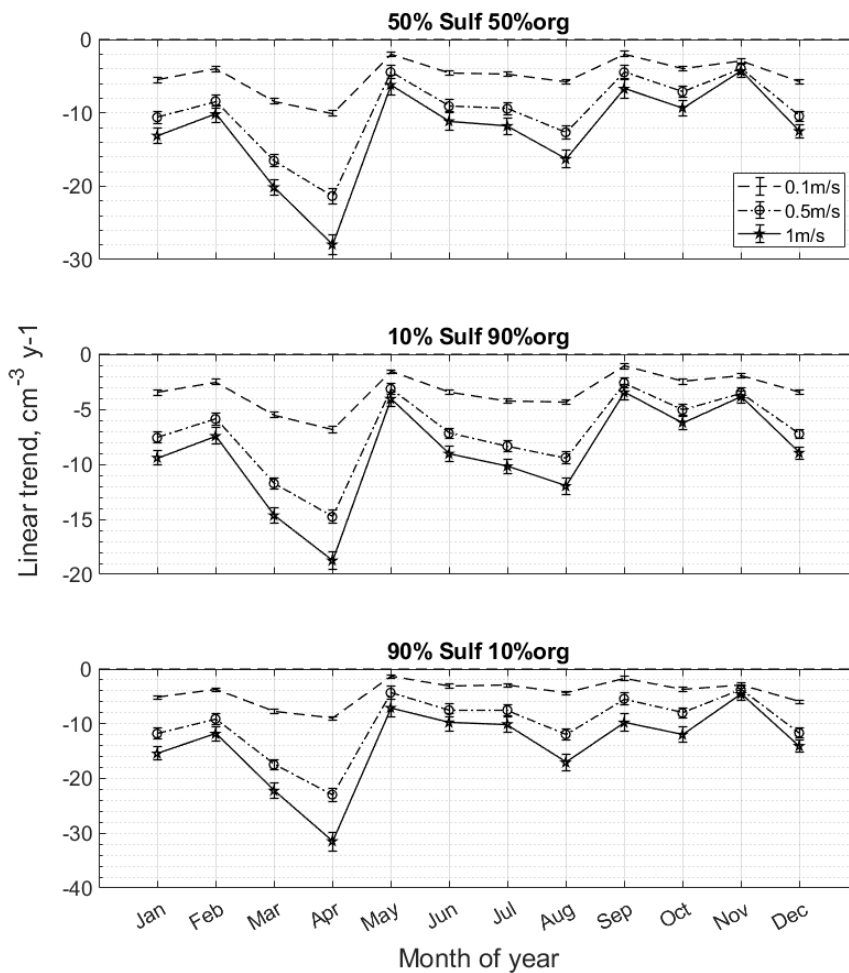 50% Sulf 50%org
0
-10
-20
-30
0.1m/s
0.5m/s
1m/s
10% Sulf 90%org
0
-5
-10
-15
-20
Linear trend, cm⁻³ y-1
90% Sulf 10%org
0
-10
-20
-30
-40
Jan Feb Mar Apr May Jun Jul Aug Sep Oct Nov Dec
Month of year